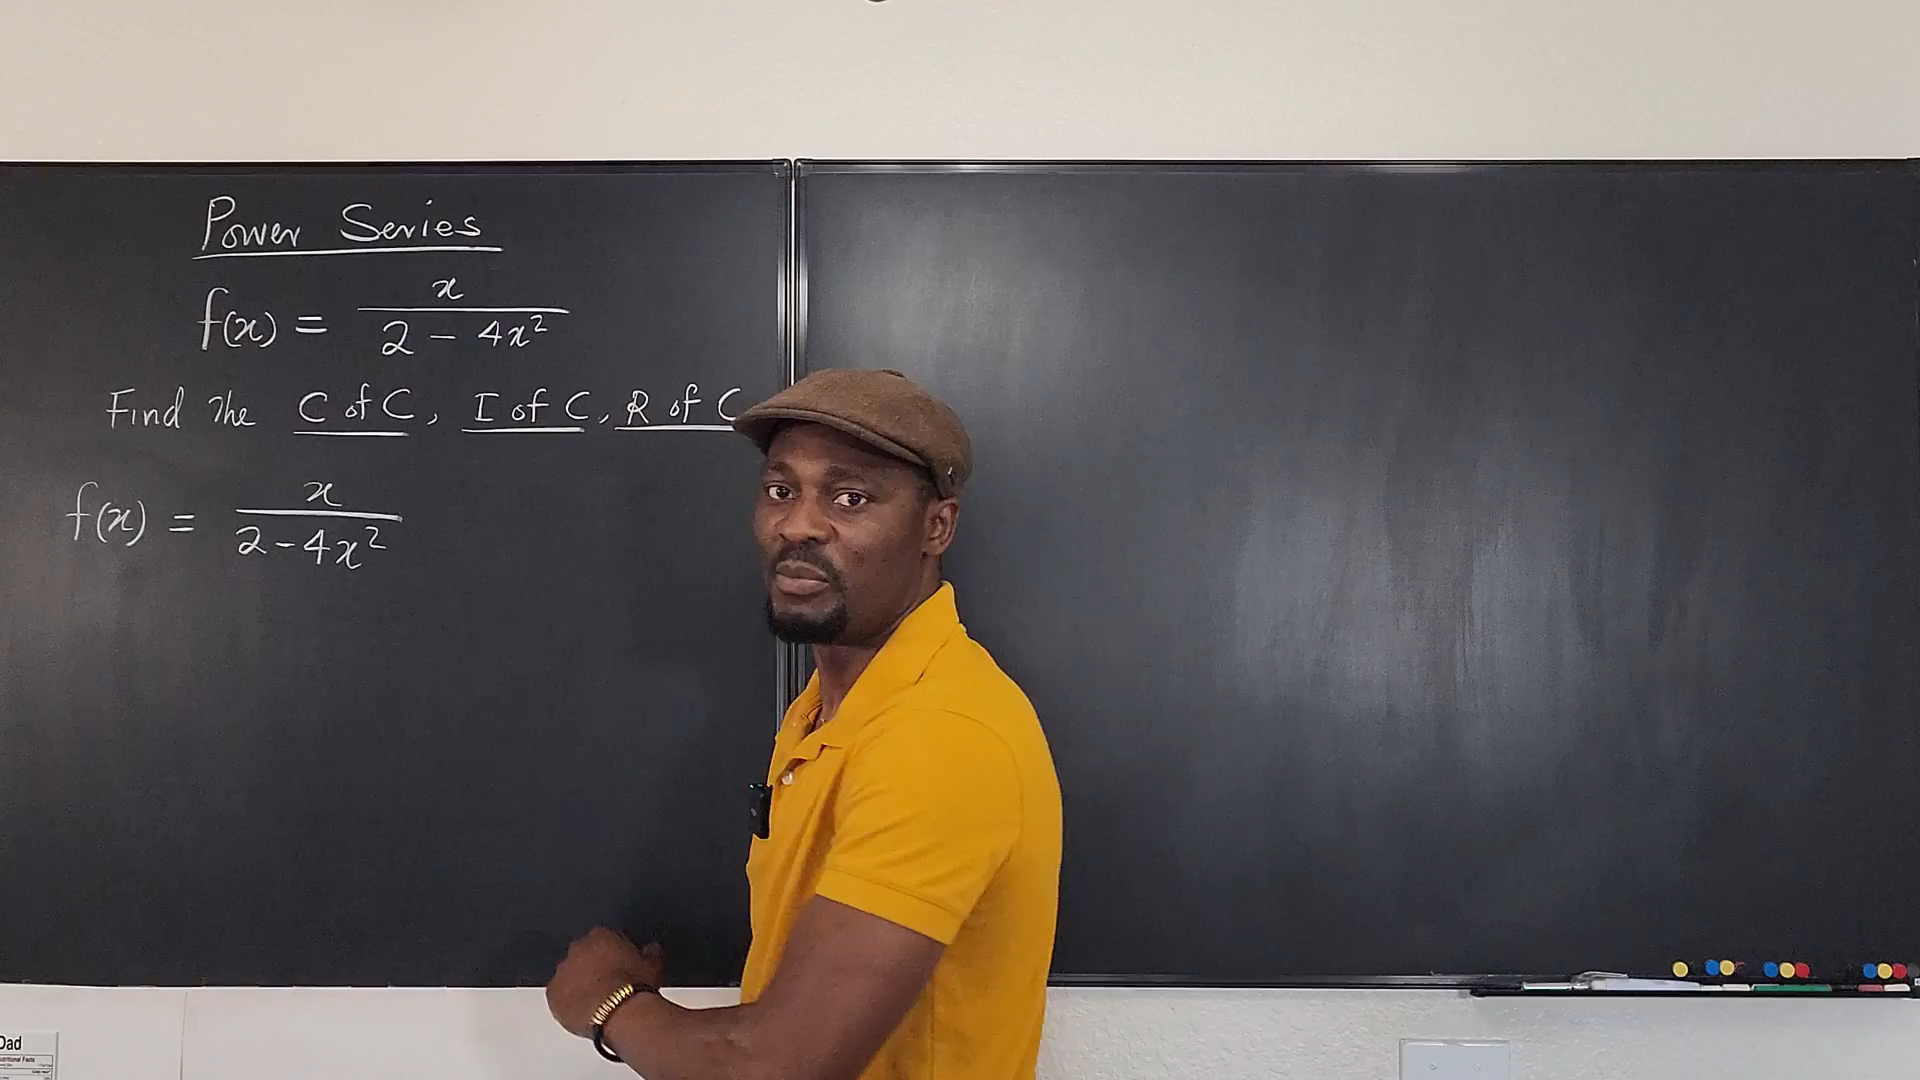 Power Series
f(x) = x / (2 - 4x²)
Find the C of C, I of C, R of C
f(x) = x / (2-4x²)
Dad